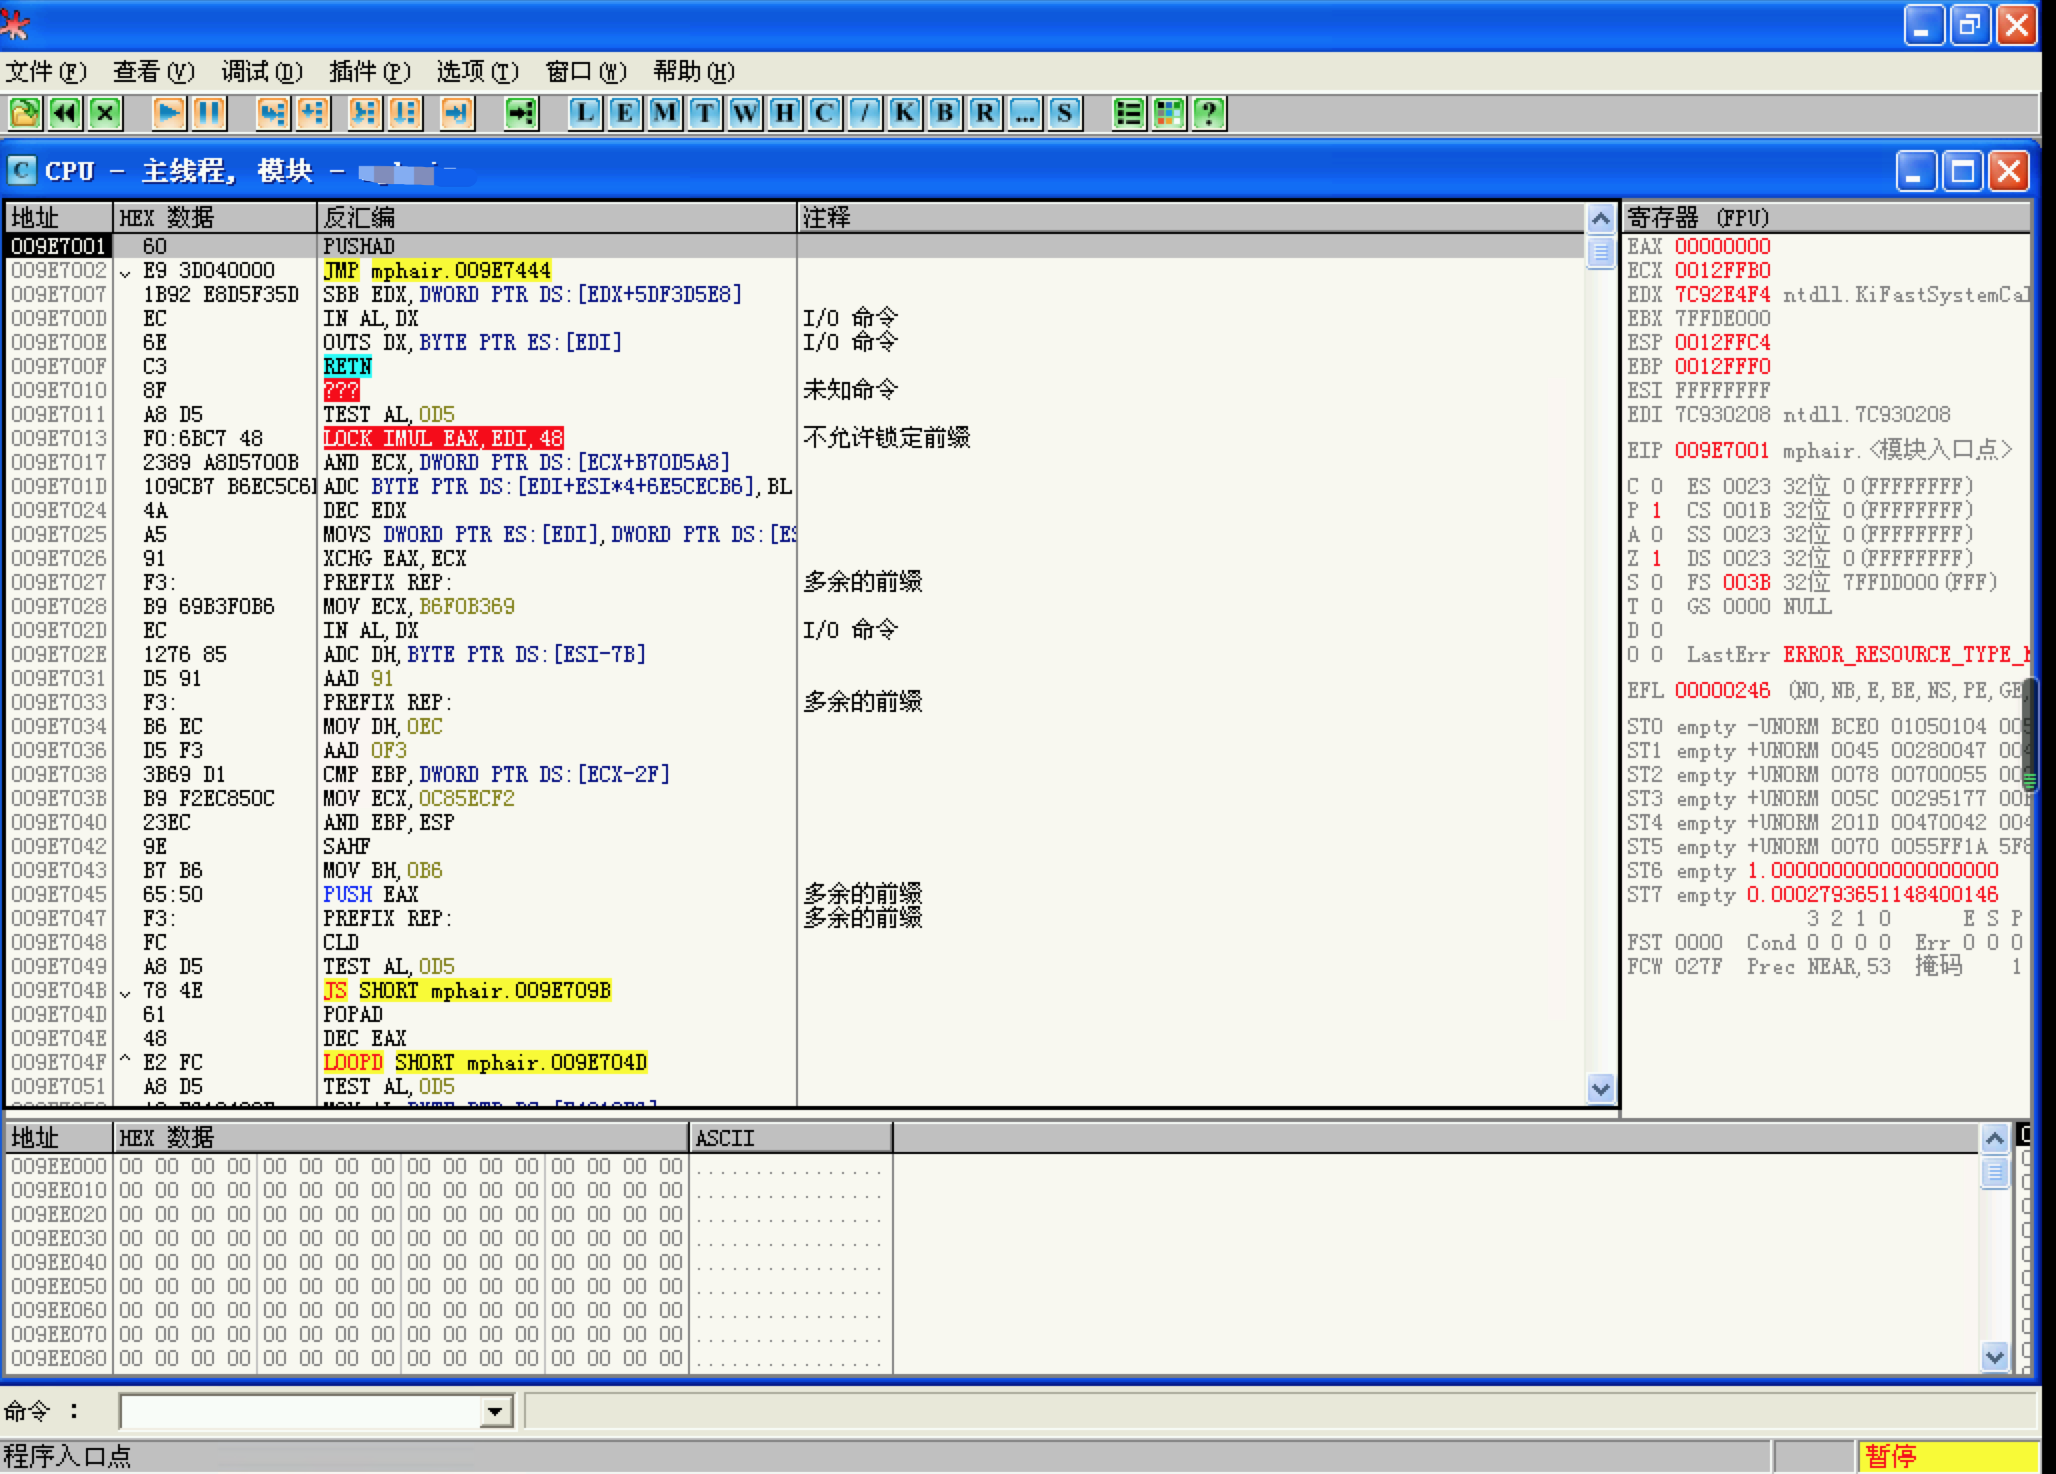 文件(F) 查看(V) 调试(D) 插件(P) 选项(T) 窗口(W) 帮助(H)
L E M T W H C / K B R ... S ?
C CPU - 主线程, 模块 -
地址 HEX 数据 反汇编 注释
009E7001 60 PUSHAD
009E7002 E9 3D040000 JMP mphair.009E7444
009E7007 1B92 E8D5F35D SBB EDX,DWORD PTR DS:[EDX+5DF3D5E8]
009E700D EC IN AL,DX I/O 命令
009E700E 6E OUTS DX,BYTE PTR ES:[EDI] I/O 命令
009E700F C3 RETN
009E7010 8F ??? 未知命令
009E7011 A8 D5 TEST AL,0D5
009E7013 F0:6BC7 48 LOCK IMUL EAX,EDI,48 不允许锁定前缀
009E7017 2389 A8D5700B AND ECX,DWORD PTR DS:[ECX+B70D5A8]
009E701D 109CB7 B6EC5C6 ADC BYTE PTR DS:[EDI+ESI*4+6E5CECB6],BL
009E7024 4A DEC EDX
009E7025 A5 MOVS DWORD PTR ES:[EDI],DWORD PTR DS:[ES
009E7026 91 XCHG EAX,ECX
009E7027 F3: PREFIX REP: 多余的前缀
009E7028 B9 69B3F0B6 MOV ECX,B6F0B369
009E702D EC IN AL,DX I/O 命令
009E702E 1276 85 ADC DH,BYTE PTR DS:[ESI-7B]
009E7031 D5 91 AAD 91
009E7033 F3: PREFIX REP: 多余的前缀
009E7034 B6 EC MOV DH,0EC
009E7036 D5 F3 AAD 0F3
009E7038 3B69 D1 CMP EBP,DWORD PTR DS:[ECX-2F]
009E703B B9 F2EC850C MOV ECX,0C85ECF2
009E7040 23EC AND EBP,ESP
009E7042 9E SAHF
009E7043 B7 B6 MOV BH,0B6
009E7045 65:50 PUSH EAX 多余的前缀
009E7047 F3: PREFIX REP: 多余的前缀
009E7048 FC CLD
009E7049 A8 D5 TEST AL,0D5
009E704B 78 4E JS SHORT mphair.009E709B
009E704D 61 POPAD
009E704E 48 DEC EAX
009E704F ^ E2 FC LOOPD SHORT mphair.009E704D
009E7051 A8 D5 TEST AL,0D5
寄存器 (FPU)
EAX 00000000
ECX 0012FFB0
EDX 7C92E4F4 ntdll.KiFastSystemCal
EBX 7FFDE000
ESP 0012FFC4
EBP 0012FFF0
ESI FFFFFFFF
EDI 7C930208 ntdll.7C930208
EIP 009E7001 mphair.<模块入口点>
C 0 ES 0023 32位 0(FFFFFFFF)
P 1 CS 001B 32位 0(FFFFFFFF)
A 0 SS 0023 32位 0(FFFFFFFF)
Z 1 DS 0023 32位 0(FFFFFFFF)
S 0 FS 003B 32位 7FFDD000(FFF)
T 0 GS 0000 NULL
D 0
O 0 LastErr ERROR_RESOURCE_TYPE_
EFL 00000246 (NO,NB,E,BE,NS,PE,GE,
ST0 empty -UNORM BCE0 01050104
ST1 empty +UNORM 0045 00280047
ST2 empty +UNORM 0078 00700055
ST3 empty +UNORM 005C 00295177
ST4 empty +UNORM 201D 00470042 004
ST5 empty +UNORM 0070 0055FF1A 5F8
ST6 empty 1.0000000000000000000
ST7 empty 0.0002793651148400146
3 2 1 0 E S P
FST 0000 Cond 0 0 0 0 Err 0 0 0
FCW 027F Prec NEAR,53 掩码 1
地址 HEX 数据 ASCII
009EE000 00 00 00 00 00 00 00 00 00 00 00 00 00 00 00 00 ................
009EE010 00 00 00 00 00 00 00 00 00 00 00 00 00 00 00 00 ................
009EE020 00 00 00 00 00 00 00 00 00 00 00 00 00 00 00 00 ................
009EE030 00 00 00 00 00 00 00 00 00 00 00 00 00 00 00 00 ................
009EE040 00 00 00 00 00 00 00 00 00 00 00 00 00 00 00 00 ................
009EE050 00 00 00 00 00 00 00 00 00 00 00 00 00 00 00 00 ................
009EE060 00 00 00 00 00 00 00 00 00 00 00 00 00 00 00 00 ................
009EE070 00 00 00 00 00 00 00 00 00 00 00 00 00 00 00 00 ................
009EE080 00 00 00 00 00 00 00 00 00 00 00 00 00 00 00 00 ................
命令 :
程序入口点 暂停